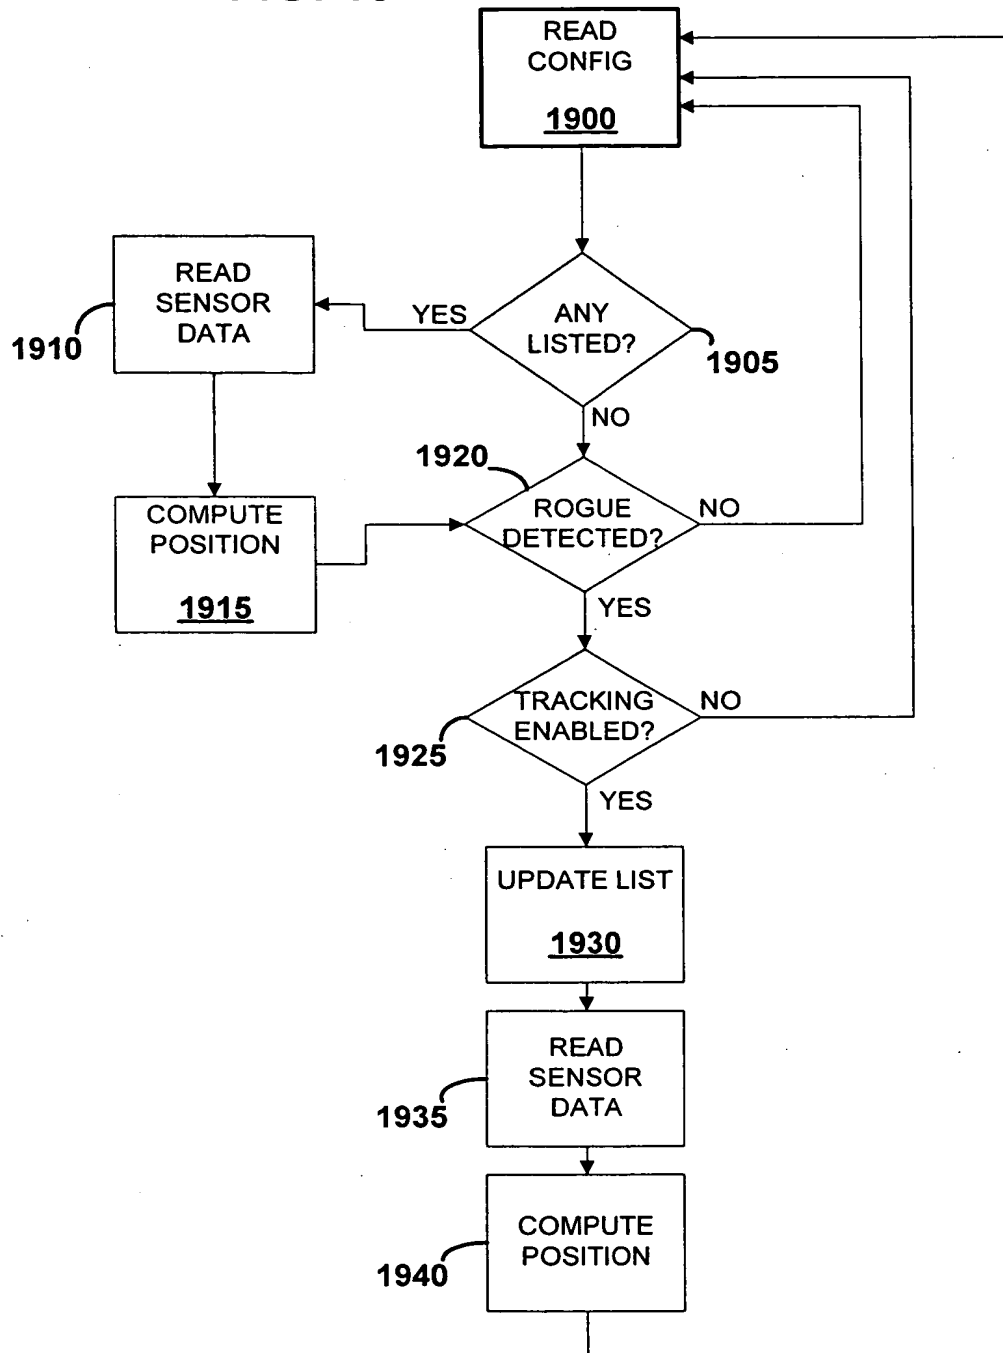 READ
CONFIG
1900
READ
SENSOR
DATA
1910
YES
ANY
LISTED?
1905
NO
1920
COMPUTE
POSITION
1915
ROGUE
DETECTED?
NO
YES
TRACKING
ENABLED?
NO
1925
YES
UPDATE LIST
1930
READ
SENSOR
DATA
1935
COMPUTE
POSITION
1940